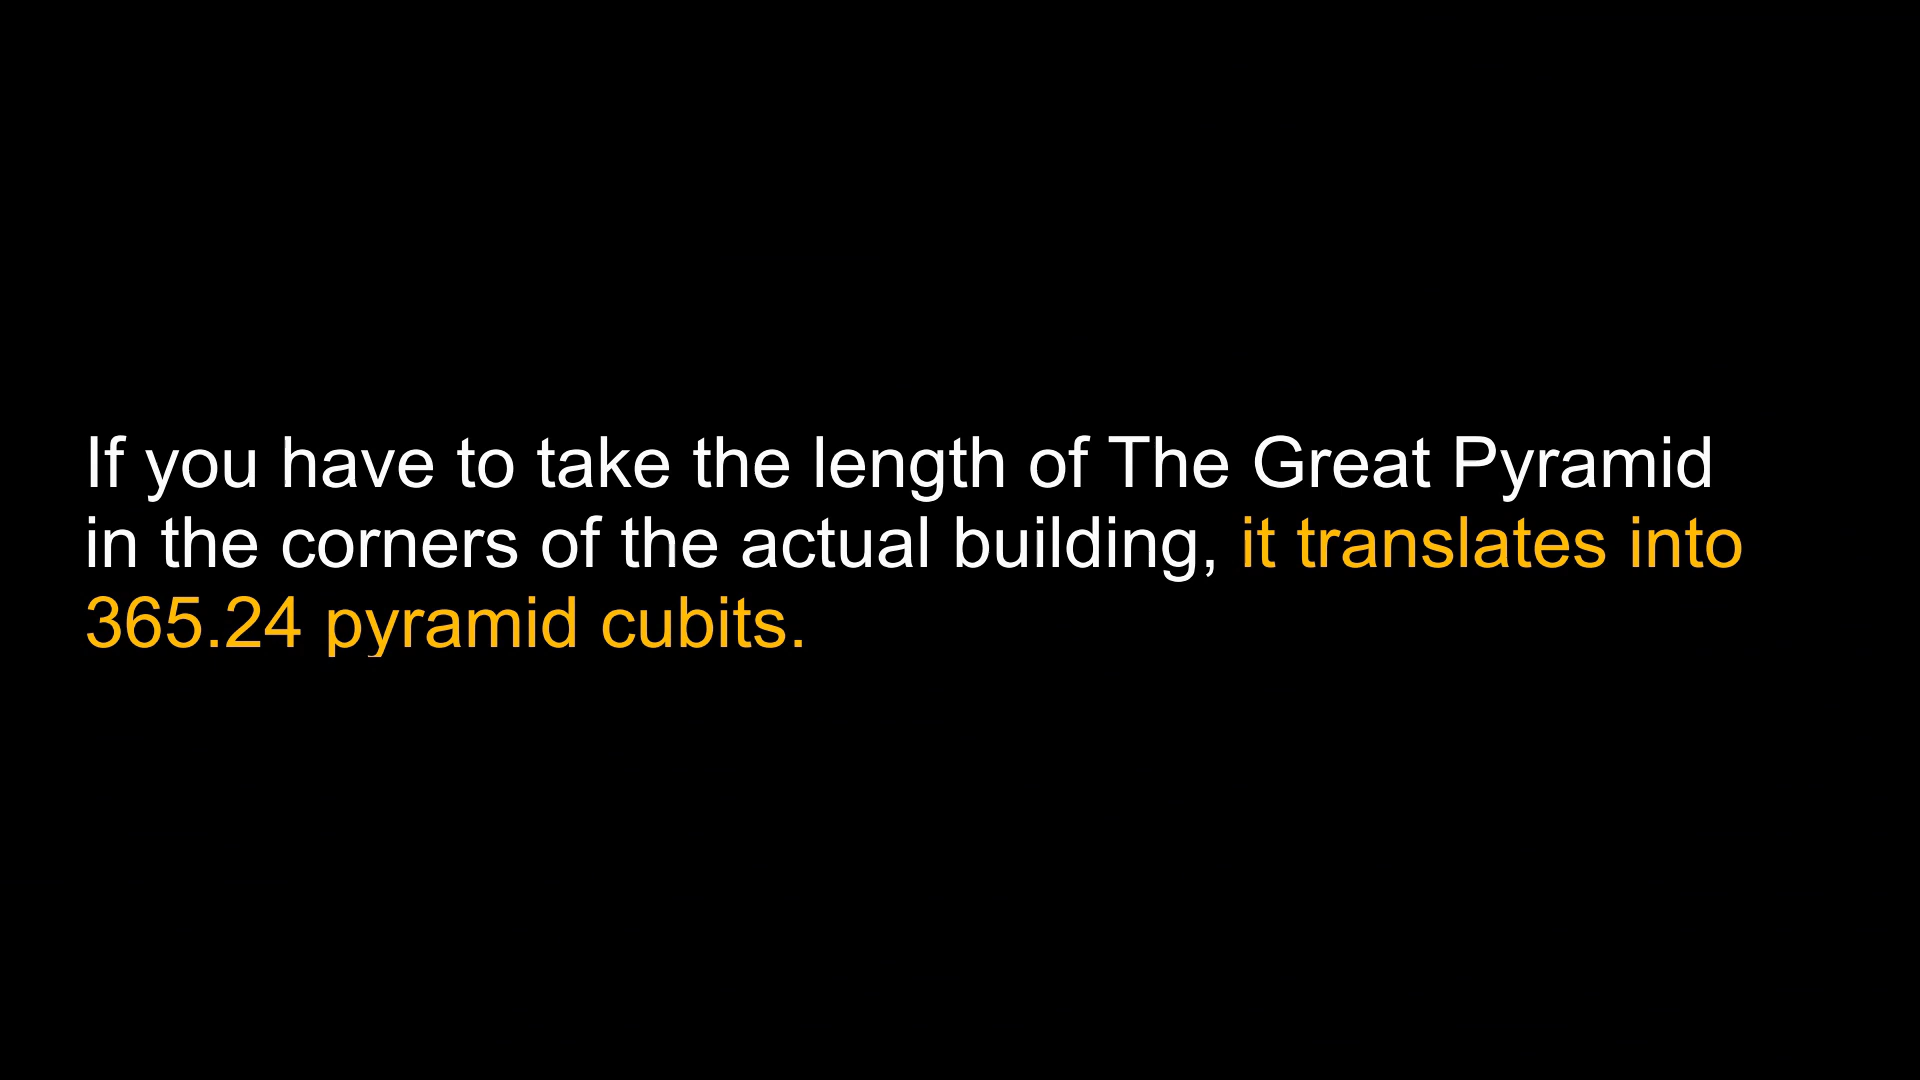 If you have to take the length of The Great Pyramid
in the corners of the actual building, it translates into
365.24 pyramid cubits.